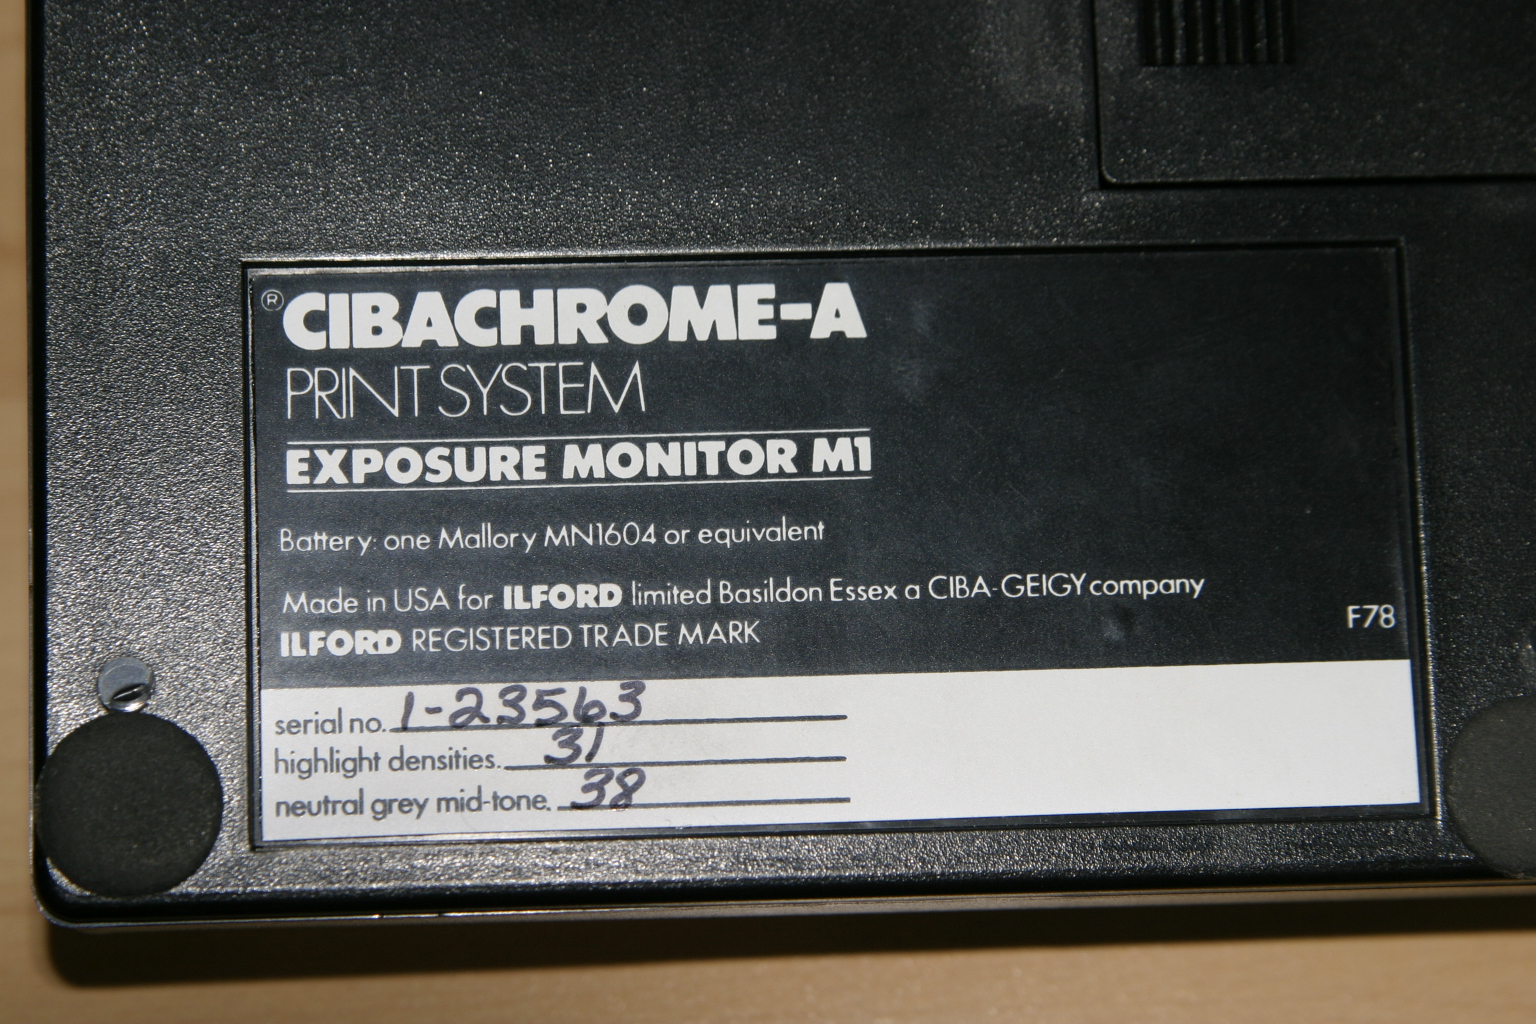 ® CIBACHROME-A
PRINT SYSTEM
EXPOSURE MONITOR M1
Battery: one Mallory MN1604 or equivalent
Made in USA for ILFORD limited Basildon Essex a CIBA-GEIGY company
ILFORD REGISTERED TRADE MARK
F78
serial no. 1-23563
highlight densities. 31
neutral grey mid-tone. 38